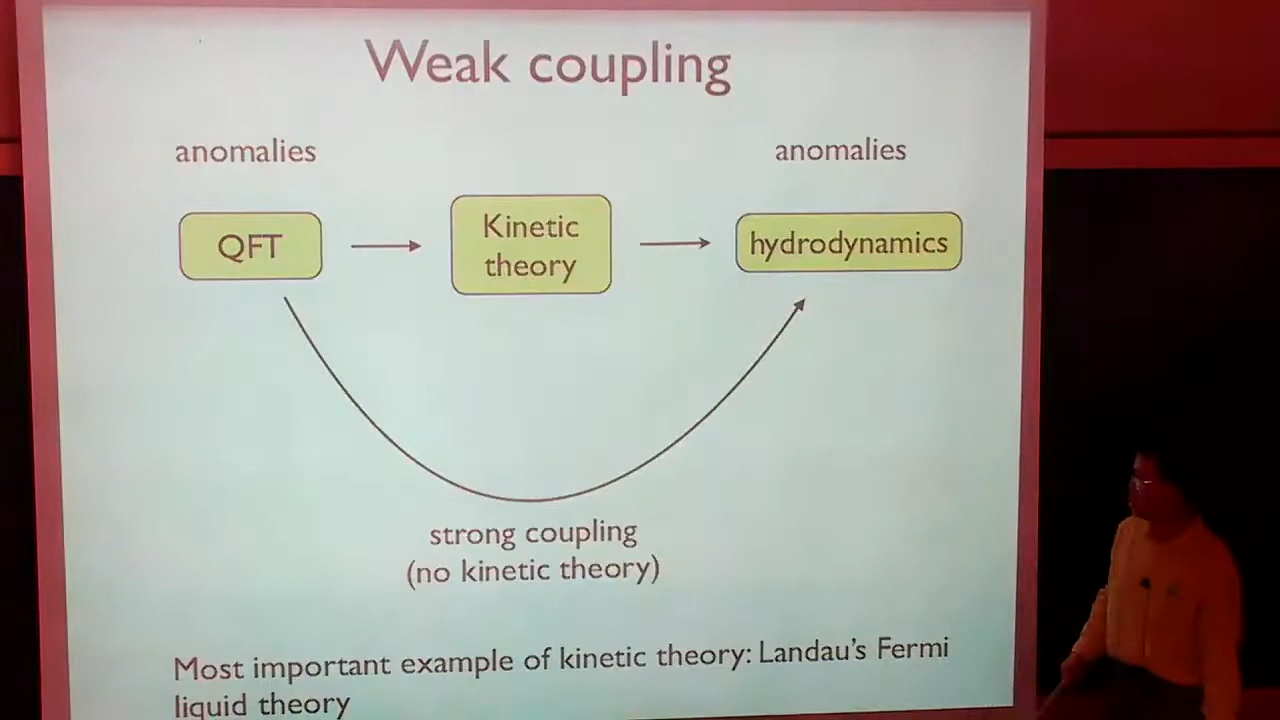 Weak coupling
anomalies
anomalies
QFT
Kinetic
theory
hydrodynamics
strong coupling
(no kinetic theory)
Most important example of kinetic theory: Landau's Fermi
liquid theory